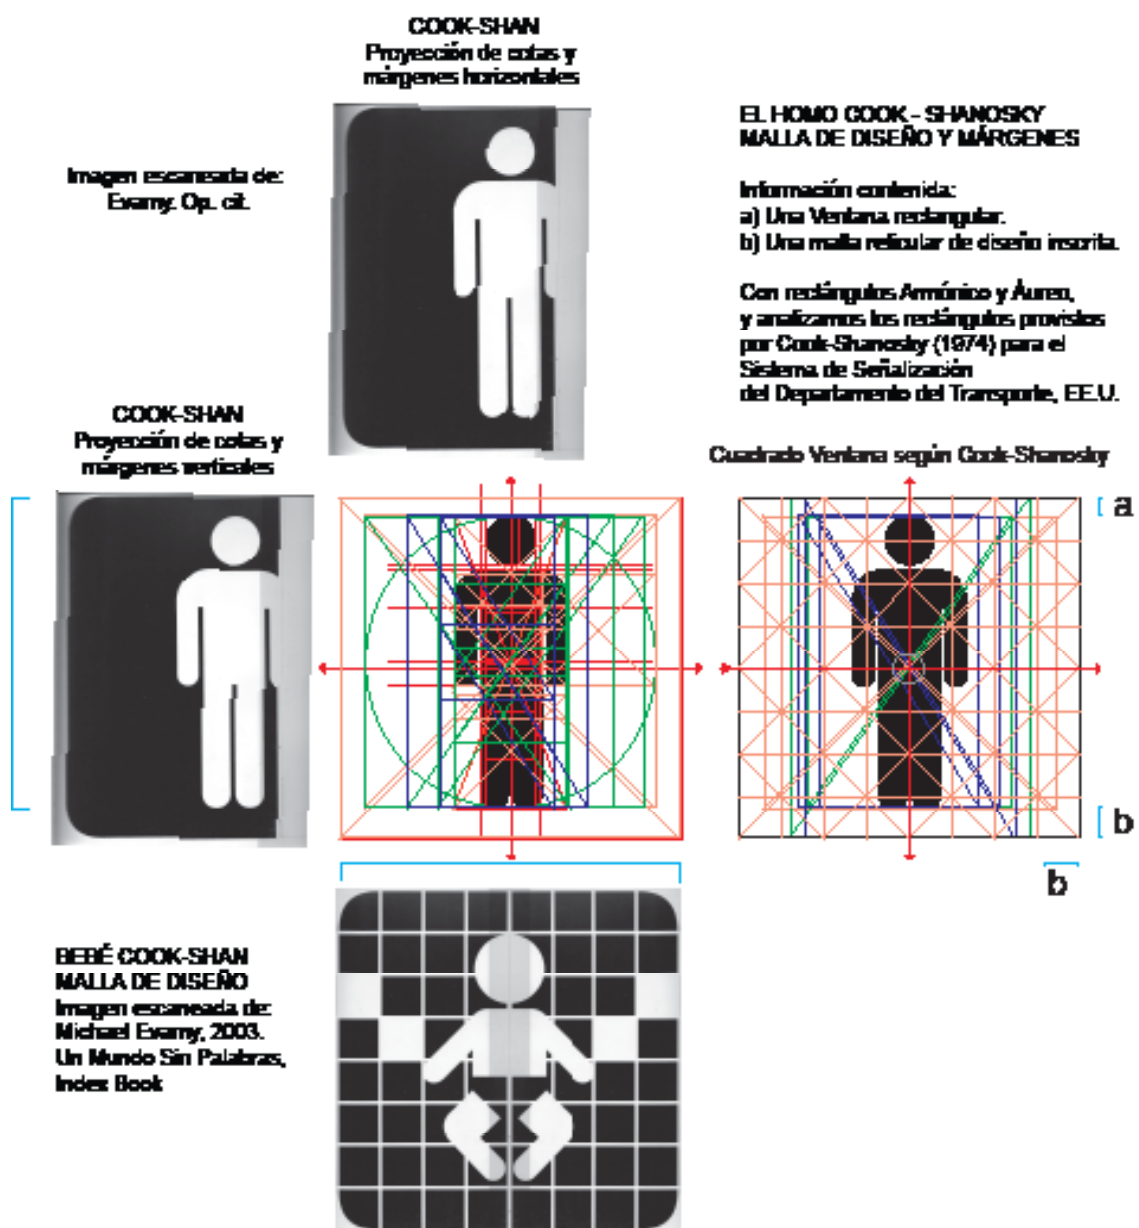 COOK-SHAN
Proyección de cotas y
márgenes horizontales
Imagen escaneada de:
Evamy. Op. cit.
EL HOMO COOK - SHANOSKY
MALLA DE DISEÑO Y MÁRGENES
Información contenida:
a) Una Ventana rectangular.
b) Una malla reticular de diseño inscrita.
Con rectángulos Armónico y Áureo,
y analizamos los rectángulos provistos
por Cook-Shanosky (1974) para el
Sistema de Señalización
del Departamento del Transporte, EE.U.
COOK-SHAN
Proyección de cotas y
márgenes verticales
Cuadrado Ventana según Cook-Shanosky
a
b
b
BEBÉ COOK-SHAN
MALLA DE DISEÑO
Imagen escaneada de:
Michael Evamy, 2003.
Un Mundo Sin Palabras,
Index Book